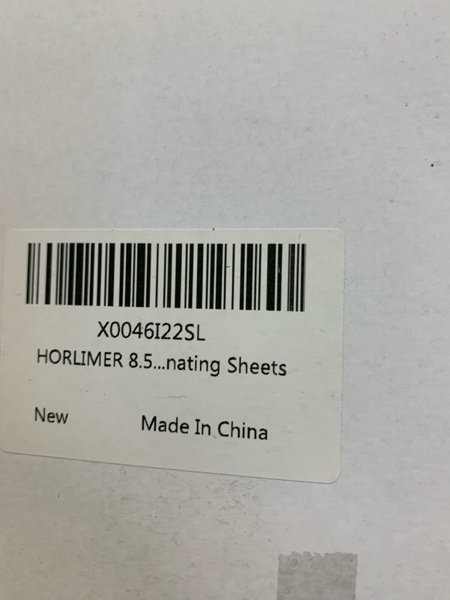 X0046I22SL
HORLIMER 8.5...nating Sheets
New
Made In China